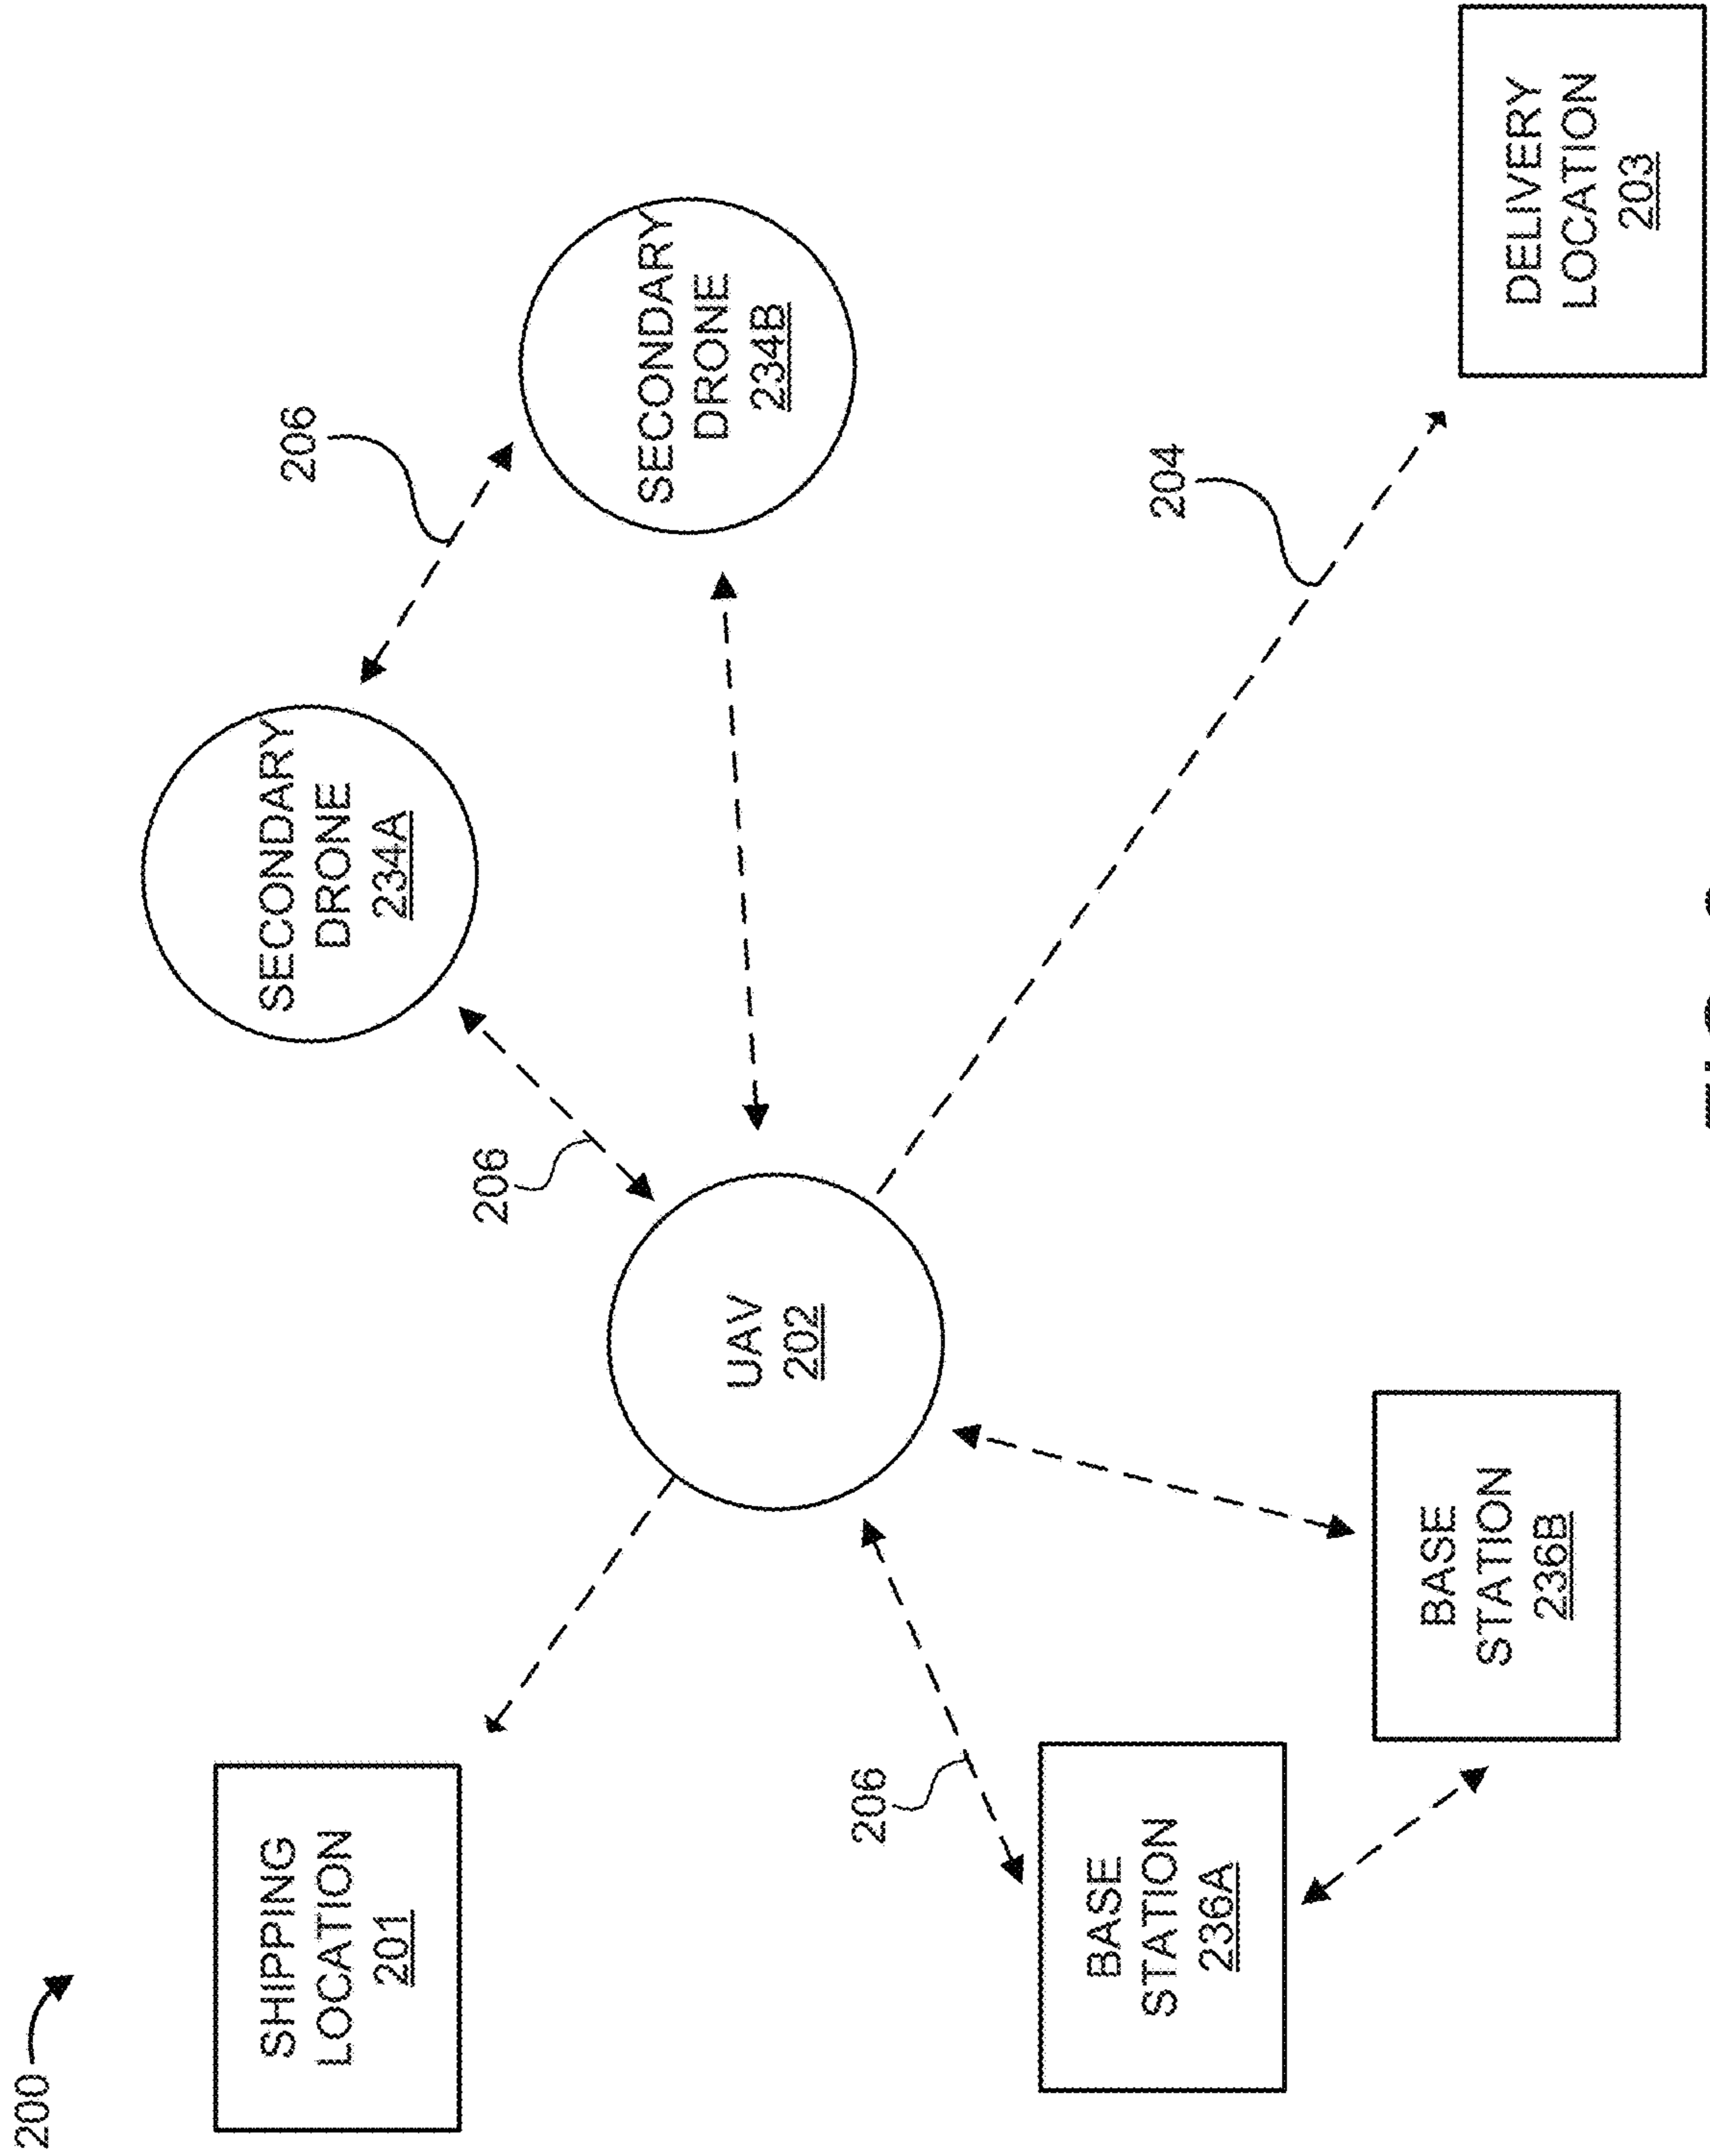 200
SHIPPING
LOCATION
201
SECONDARY
DRONE
234A
206
SECONDARY
DRONE
234B
206
UAV
202
206
BASE
STATION
236A
BASE
STATION
236B
204
DELIVERY
LOCATION
203